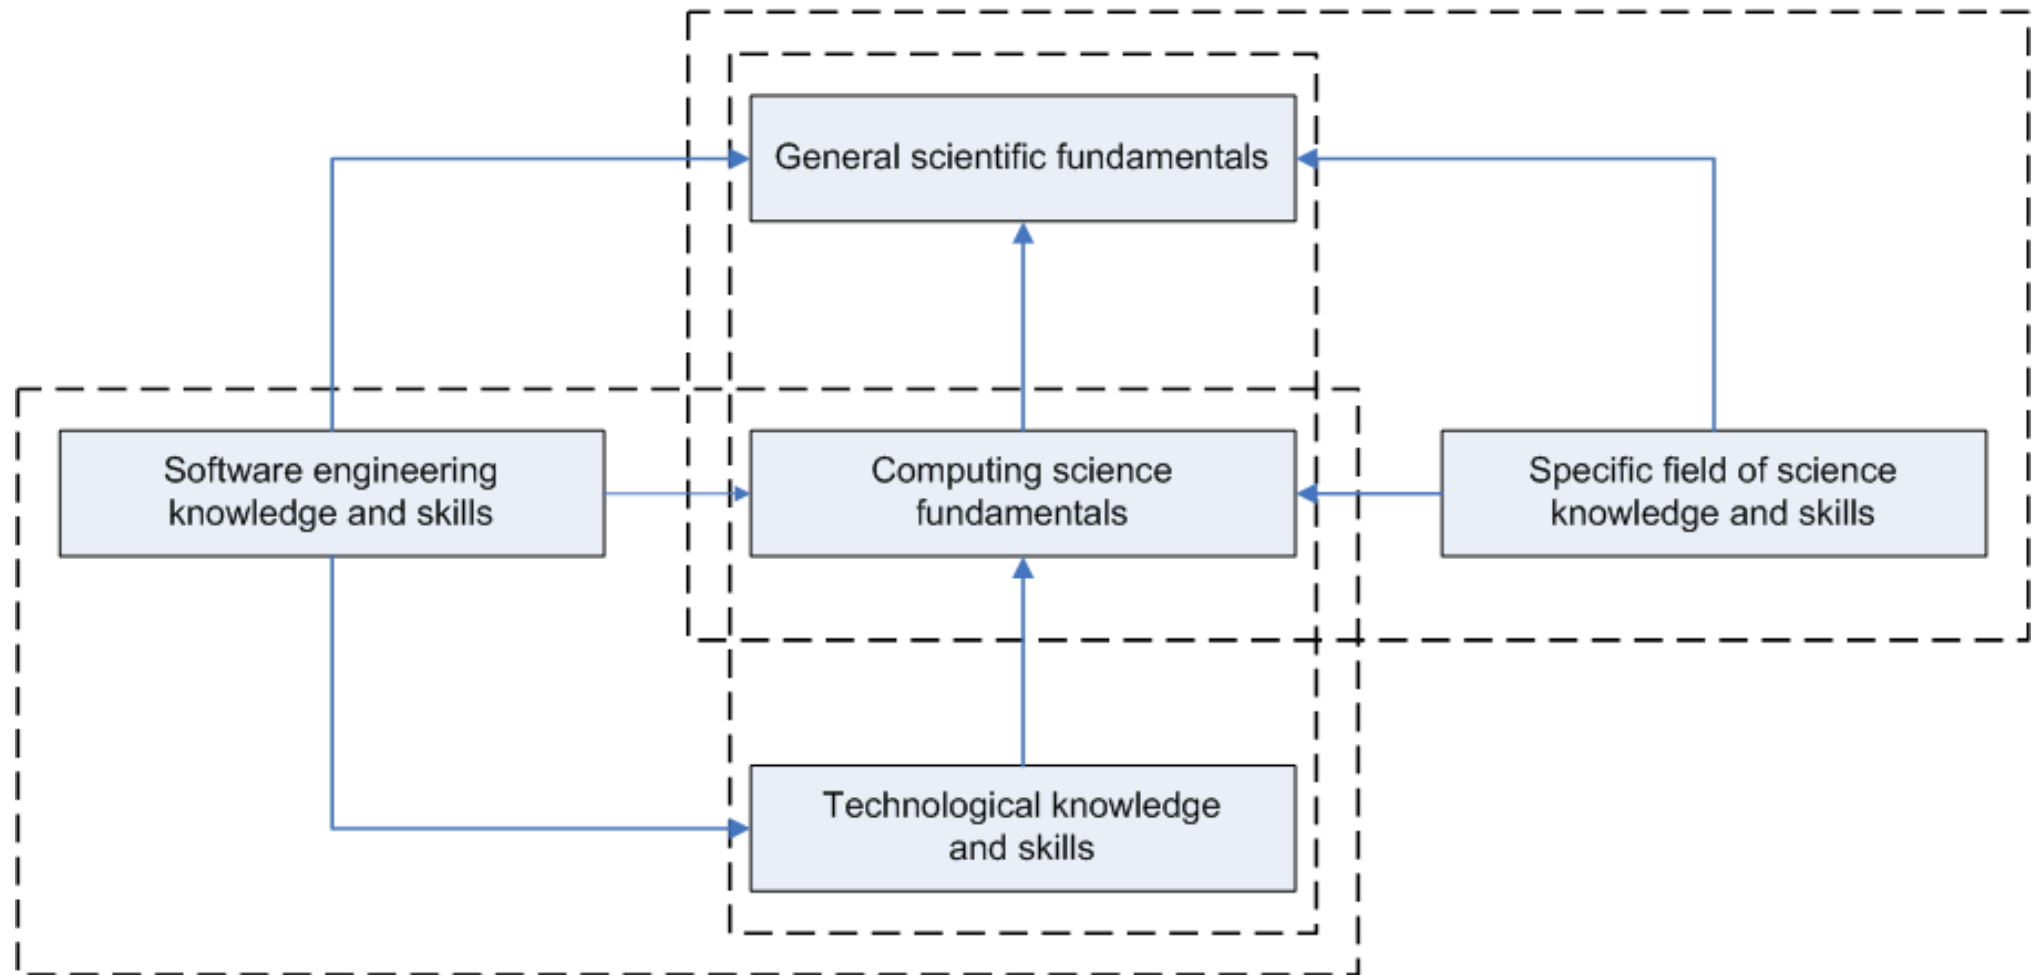 General scientific fundamentals
Software engineering
knowledge and skills
Computing science
fundamentals
Specific field of science
knowledge and skills
Technological knowledge
and skills